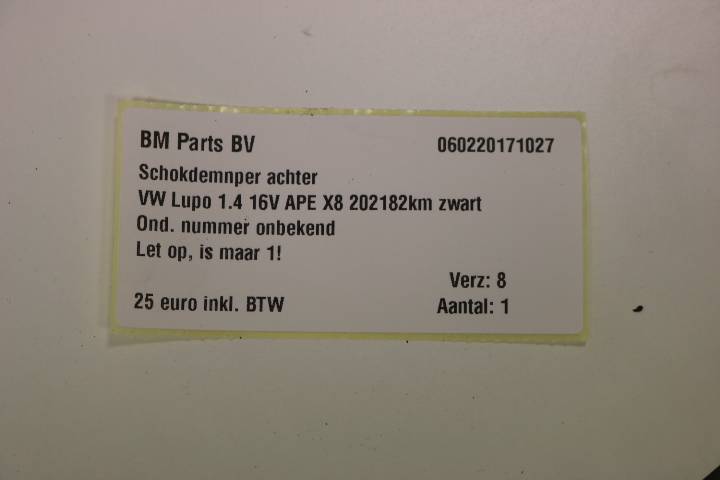 BM Parts BV 060220171027
Schokdemnper achter
VW Lupo 1.4 16V APE X8 202182km zwart
Ond. nummer onbekend
Let op, is maar 1!
Verz: 8
25 euro inkl. BTW Aantal: 1